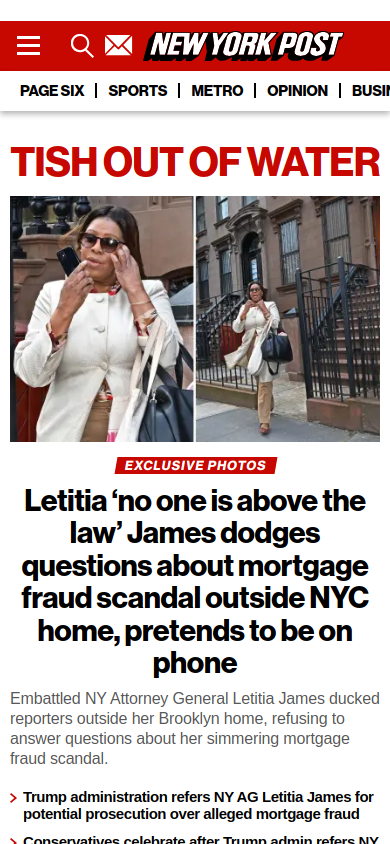 NEW YORK POST
PAGE SIX
SPORTS
METRO
OPINION
BUSI
TISH OUT OF WATER
EXCLUSIVE PHOTOS
Letitia ‘no one is above the
law’ James dodges
questions about mortgage
fraud scandal outside NYC
home, pretends to be on
phone
Embattled NY Attorney General Letitia James ducked
reporters outside her Brooklyn home, refusing to
answer questions about her simmering mortgage
fraud scandal.
Trump administration refers NY AG Letitia James for
potential prosecution over alleged mortgage fraud
Conservatives celebrate after Trump admin refers NY